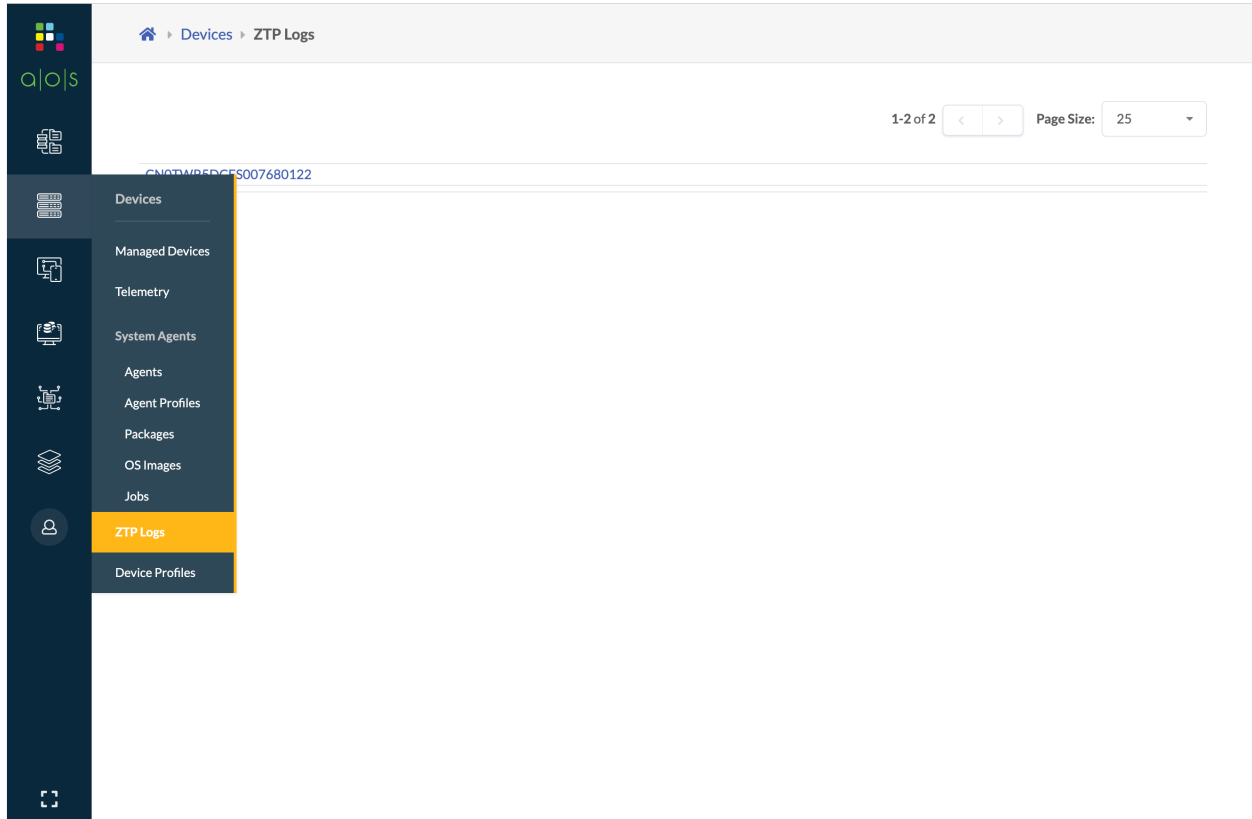 a|o|s
Devices ZTP Logs
1-2 of 2 Page Size: 25
CN0TWR5DCES007680122
Devices
Managed Devices
Telemetry
System Agents
Agents
Agent Profiles
Packages
OS Images
Jobs
ZTP Logs
Device Profiles